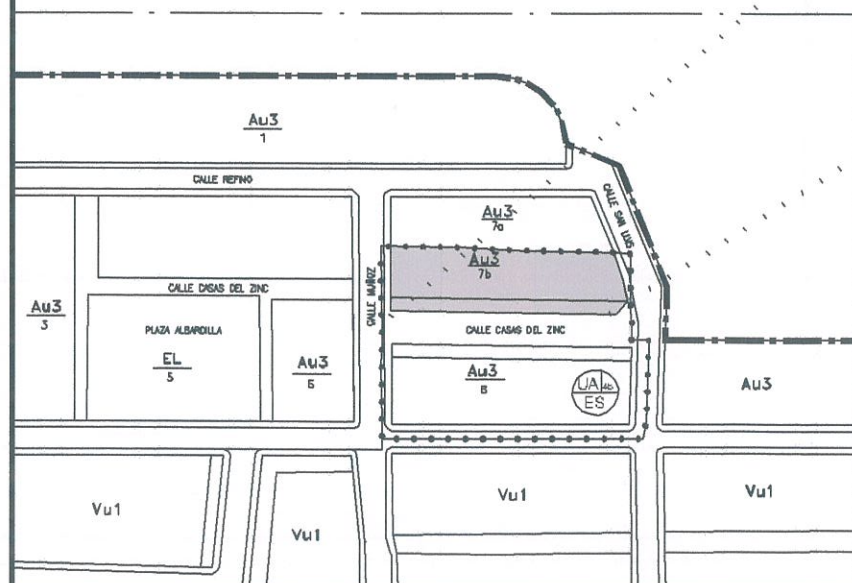 Au3
1
CALLE REFINO
CALLE SAN LUIS
Au3
7a
Au3
7b
CALLE MUÑOZ
CALLE CASAS DEL ZINC
Au3
3
PLAZA ALBARDILLA
EL
5
Au3
6
CALLE CASAS DEL ZINC
Au3
8
UA 4b
ES
Au3
Vu1
Vu1
Vu1
Vu1